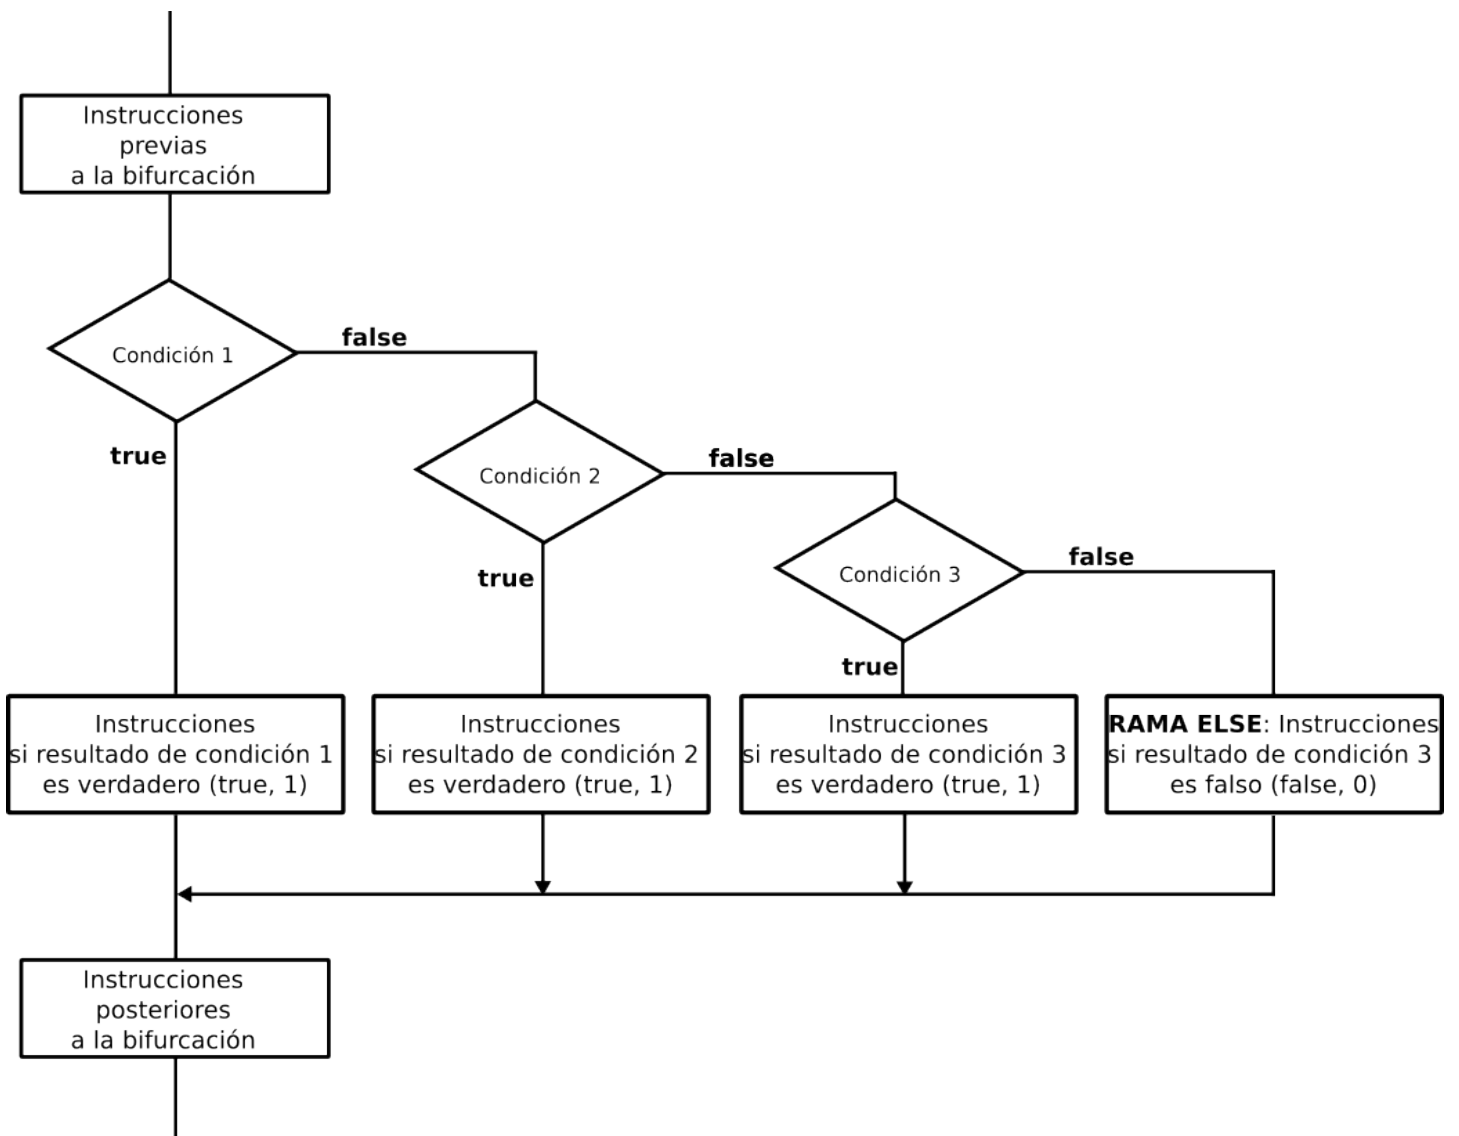 Instrucciones
previas
a la bifurcación
Condición 1
false
true
Condición 2
false
true
Condición 3
false
true
Instrucciones
si resultado de condición 1
es verdadero (true, 1)
Instrucciones
si resultado de condición 2
es verdadero (true, 1)
Instrucciones
si resultado de condición 3
es verdadero (true, 1)
RAMA ELSE: Instrucciones
si resultado de condición 3
es falso (false, 0)
Instrucciones
posteriores
a la bifurcación